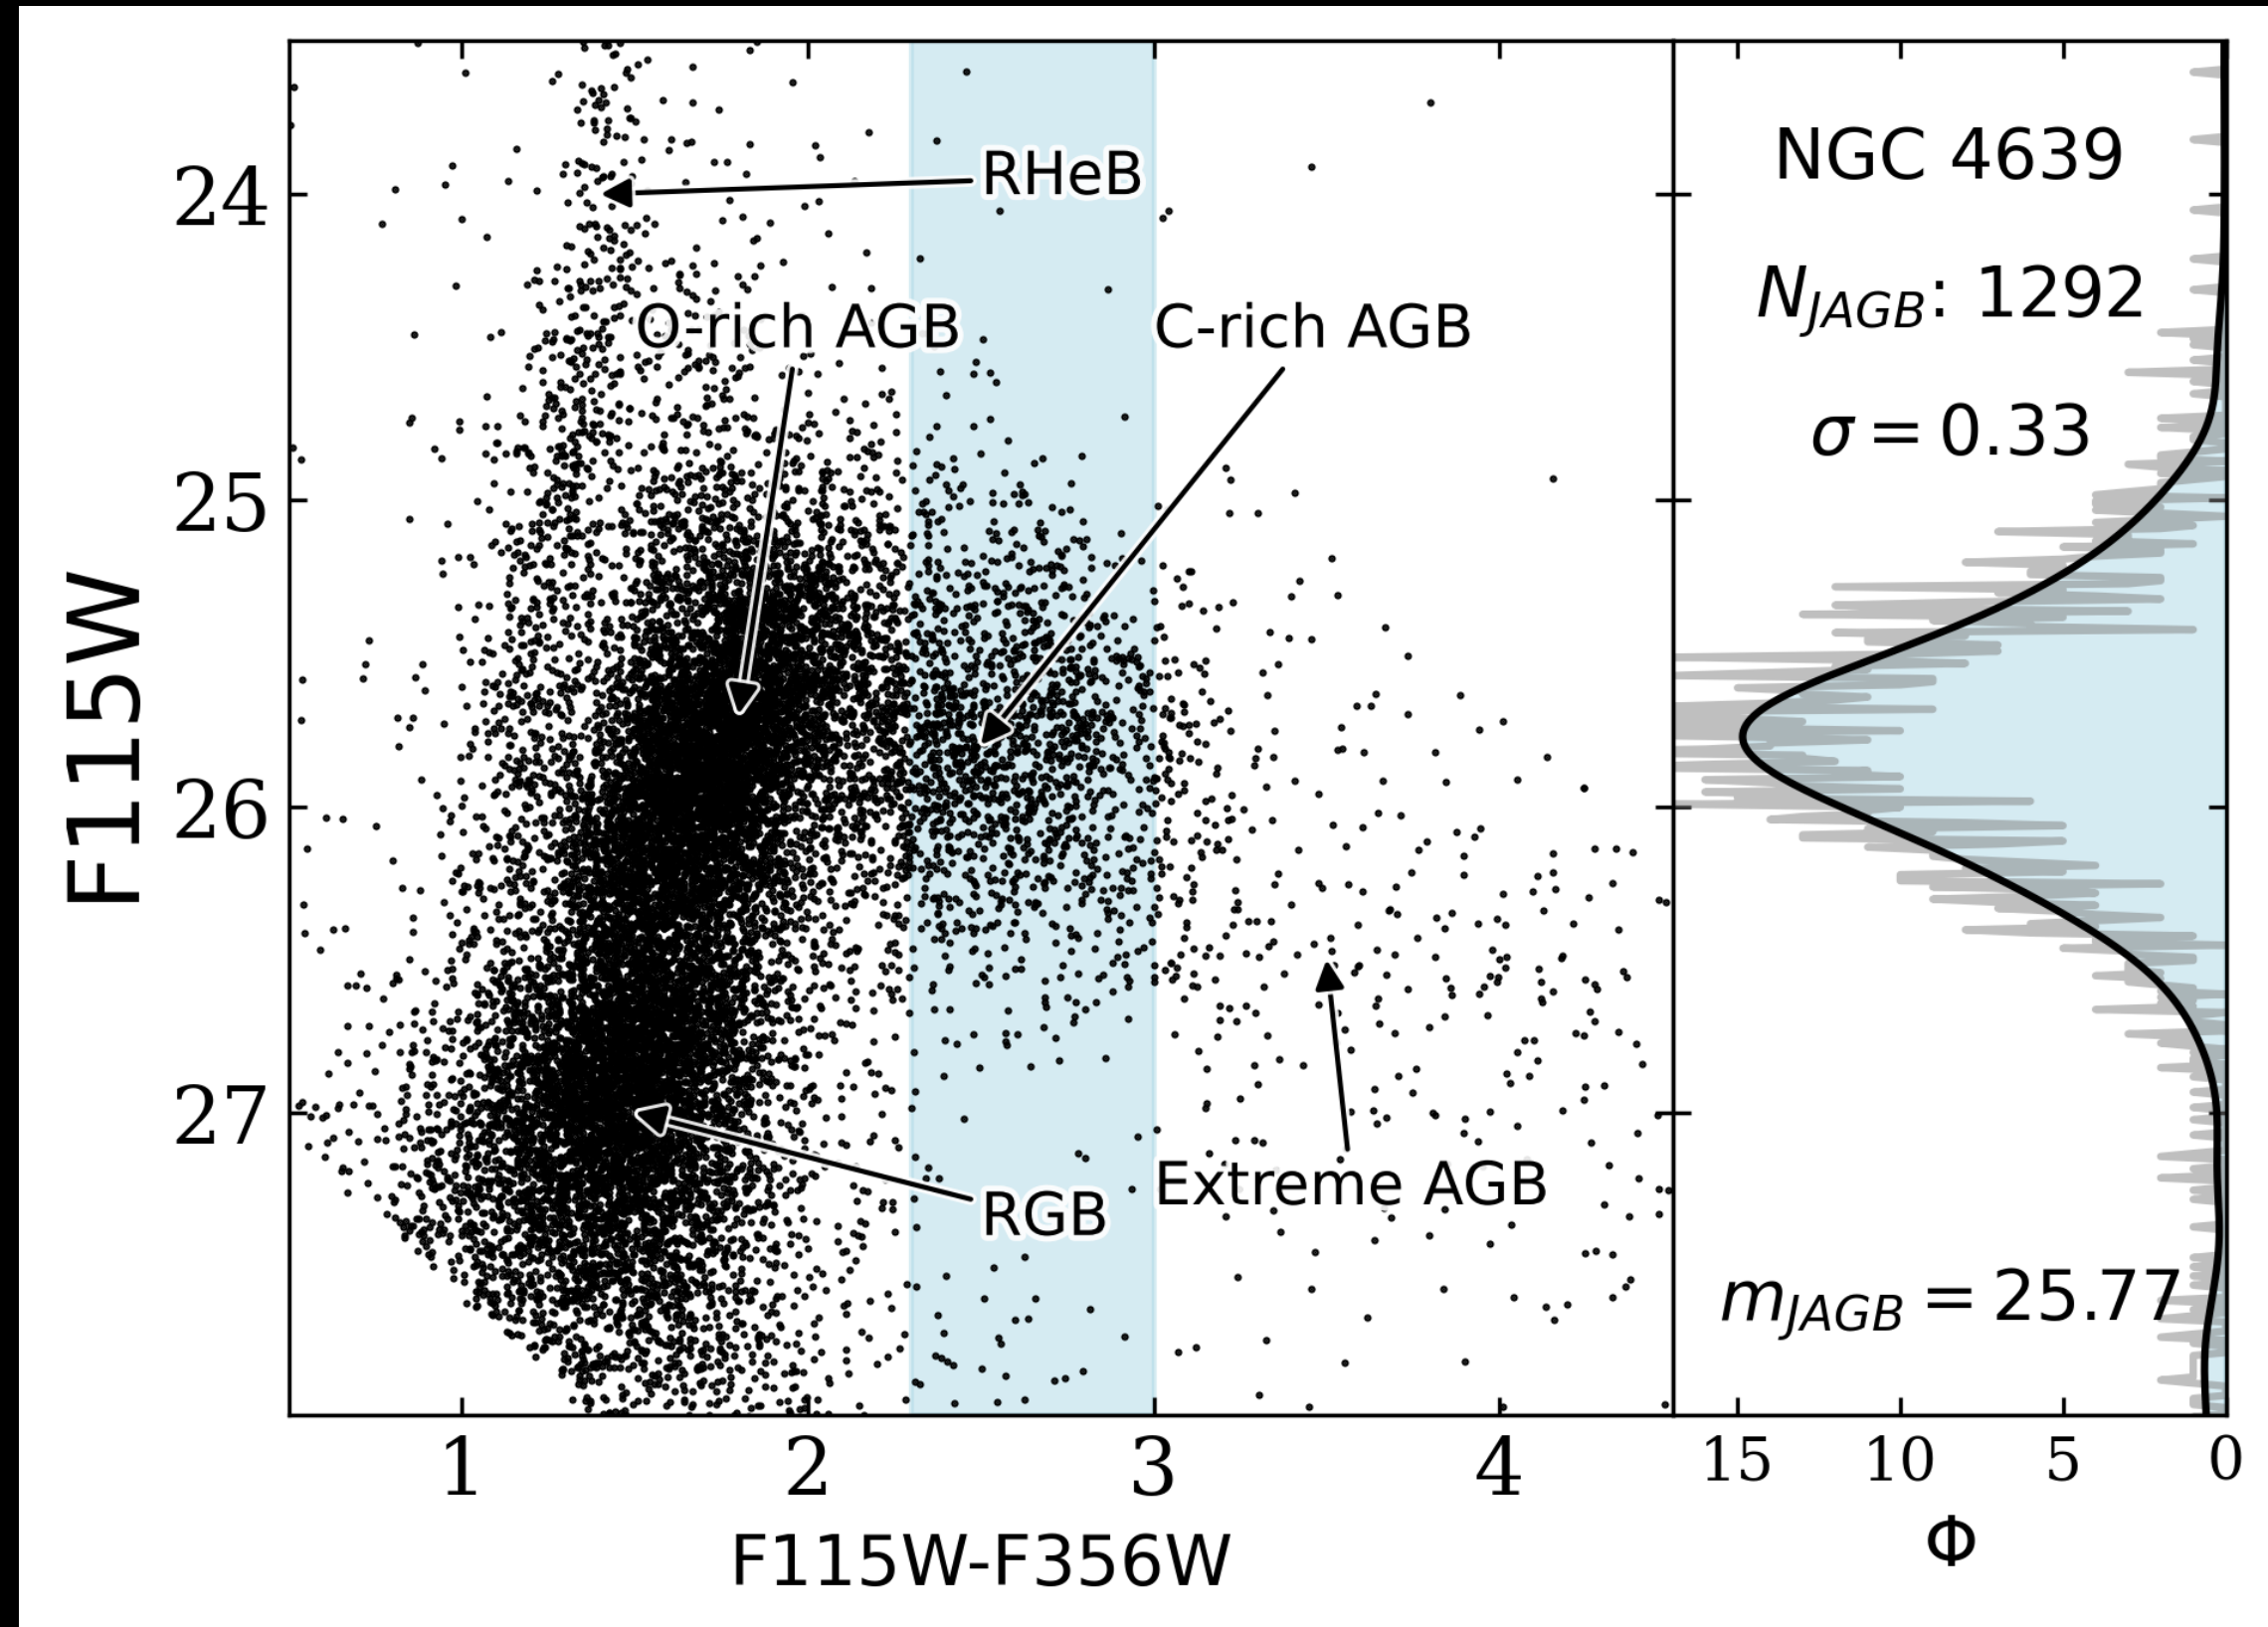 F115W
24
25
26
27
1
2
3
4
F115W-F356W
RHeB
O-rich AGB
C-rich AGB
RGB
Extreme AGB
NGC 4639
N_JAGB: 1292
σ = 0.33
m_JAGB = 25.77
15
10
5
0
Φ